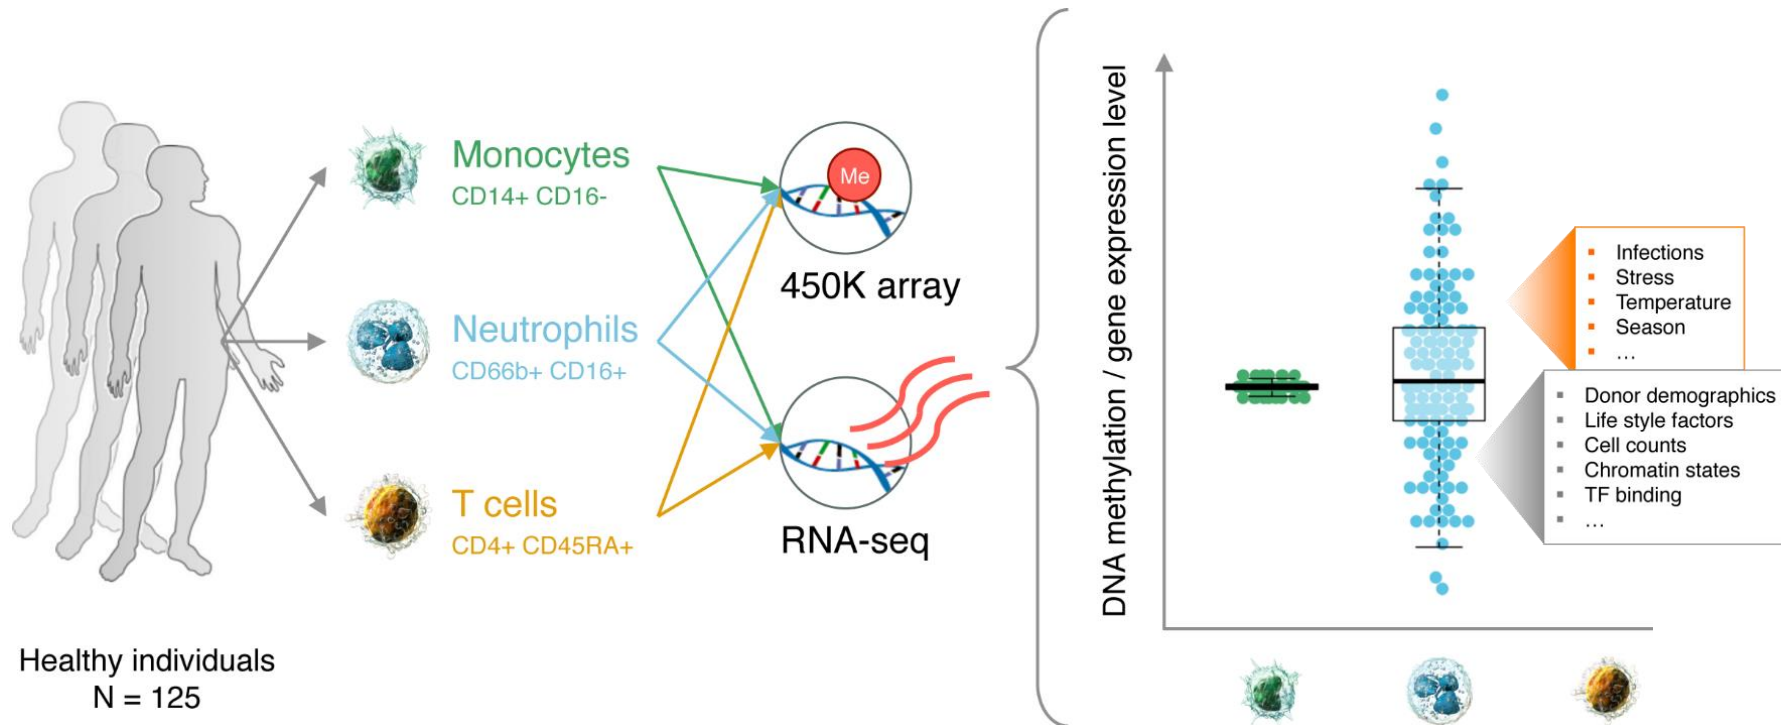 Healthy individuals
N = 125
Monocytes
CD14+ CD16-
Neutrophils
CD66b+ CD16+
T cells
CD4+ CD45RA+
Me
450K array
RNA-seq
DNA methylation / gene expression level
▪ Infections
▪ Stress
▪ Temperature
▪ Season
▪ …
▪ Donor demographics
▪ Life style factors
▪ Cell counts
▪ Chromatin states
▪ TF binding
▪ …